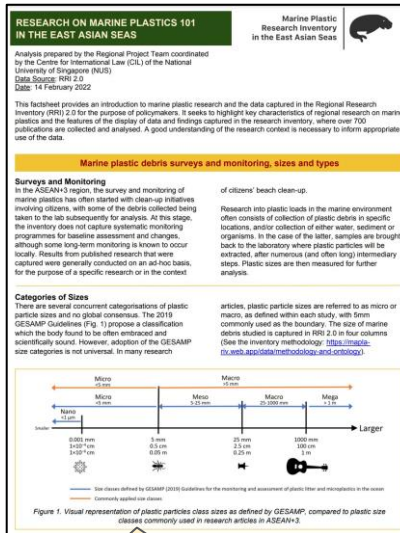 RESEARCH ON MARINE PLASTICS 101
IN THE EAST ASIAN SEAS
Marine Plastic
Research Inventory
in the East Asian Seas
Analysis prepared by the Regional Project Team coordinated
by the Centre for International Law (CIL) of the National
University of Singapore (NUS)
Data Source: RRI 2.0
Date: 14 February 2022
This factsheet provides an introduction to marine plastic research and the data captured in the Regional Research
Inventory (RRI) 2.0 for the purpose of policymakers. It seeks to highlight key characteristics of regional research on marine
plastics and the features of the display of data and findings captured in the research inventory, where over 700
publications are collected and analysed. A good understanding of the research context is necessary to inform appropriate
use of the data.
Marine plastic debris surveys and monitoring, sizes and types
Surveys and Monitoring
In the ASEAN+3 region, the survey and monitoring of
marine plastics has often started with clean-up initiatives
involving citizens, with some of the debris collected being
taken to the lab subsequently for analysis. At this stage,
the inventory does not capture systematic monitoring
programmes for baseline assessment and changes,
although some long-term monitoring is known to occur
locally. Results from published research that were
captured were generally conducted on an ad-hoc basis,
for the purpose of a specific research or in the context
of citizens' beach clean-up.
Research into plastic loads in the marine environment
often consists of collection of plastic debris in specific
locations, and/or collection of either water, sediment or
organisms. In the case of the latter, samples are brought
back to the laboratory where plastic particles will be
extracted, after numerous (and often long) intermediary
steps. Plastic sizes are then measured for further
analysis.
Categories of Sizes
There are several concurrent categorisations of plastic
particle sizes and no global consensus. The 2019
GESAMP Guidelines (Fig. 1) propose a classification
which the body found to be often embraced and
scientifically sound. However, adoption of the GESAMP
size categories is not universal. In many research
articles, plastic particle sizes are referred to as micro or
macro, as defined within each study, with 5mm
commonly used as the boundary. The size of marine
debris studied is captured in RRI 2.0 in four columns
(See the inventory methodology: https://mapla-
riv.web.app/data/methodology-and-ontology).
Micro
<5 mm
Macro
>5 mm
Micro
<5 mm
Meso
5-25 mm
Macro
25-1000 mm
Mega
> 1 m
Nano
<1 µm
Smaller
Larger
0.001 mm
5 mm
0.5 cm
0.05 m
25 mm
2.5 cm
0.25 m
1000 mm
100 cm
1 m
Size classes defined by GESAMP (2019) Guidelines for the monitoring and assessment of plastic litter and microplastics in the ocean
Commonly applied size classes
Figure 1. Visual representation of plastic particles class sizes as defined by GESAMP, compared to plastic size
classes commonly used in research articles in ASEAN+3.